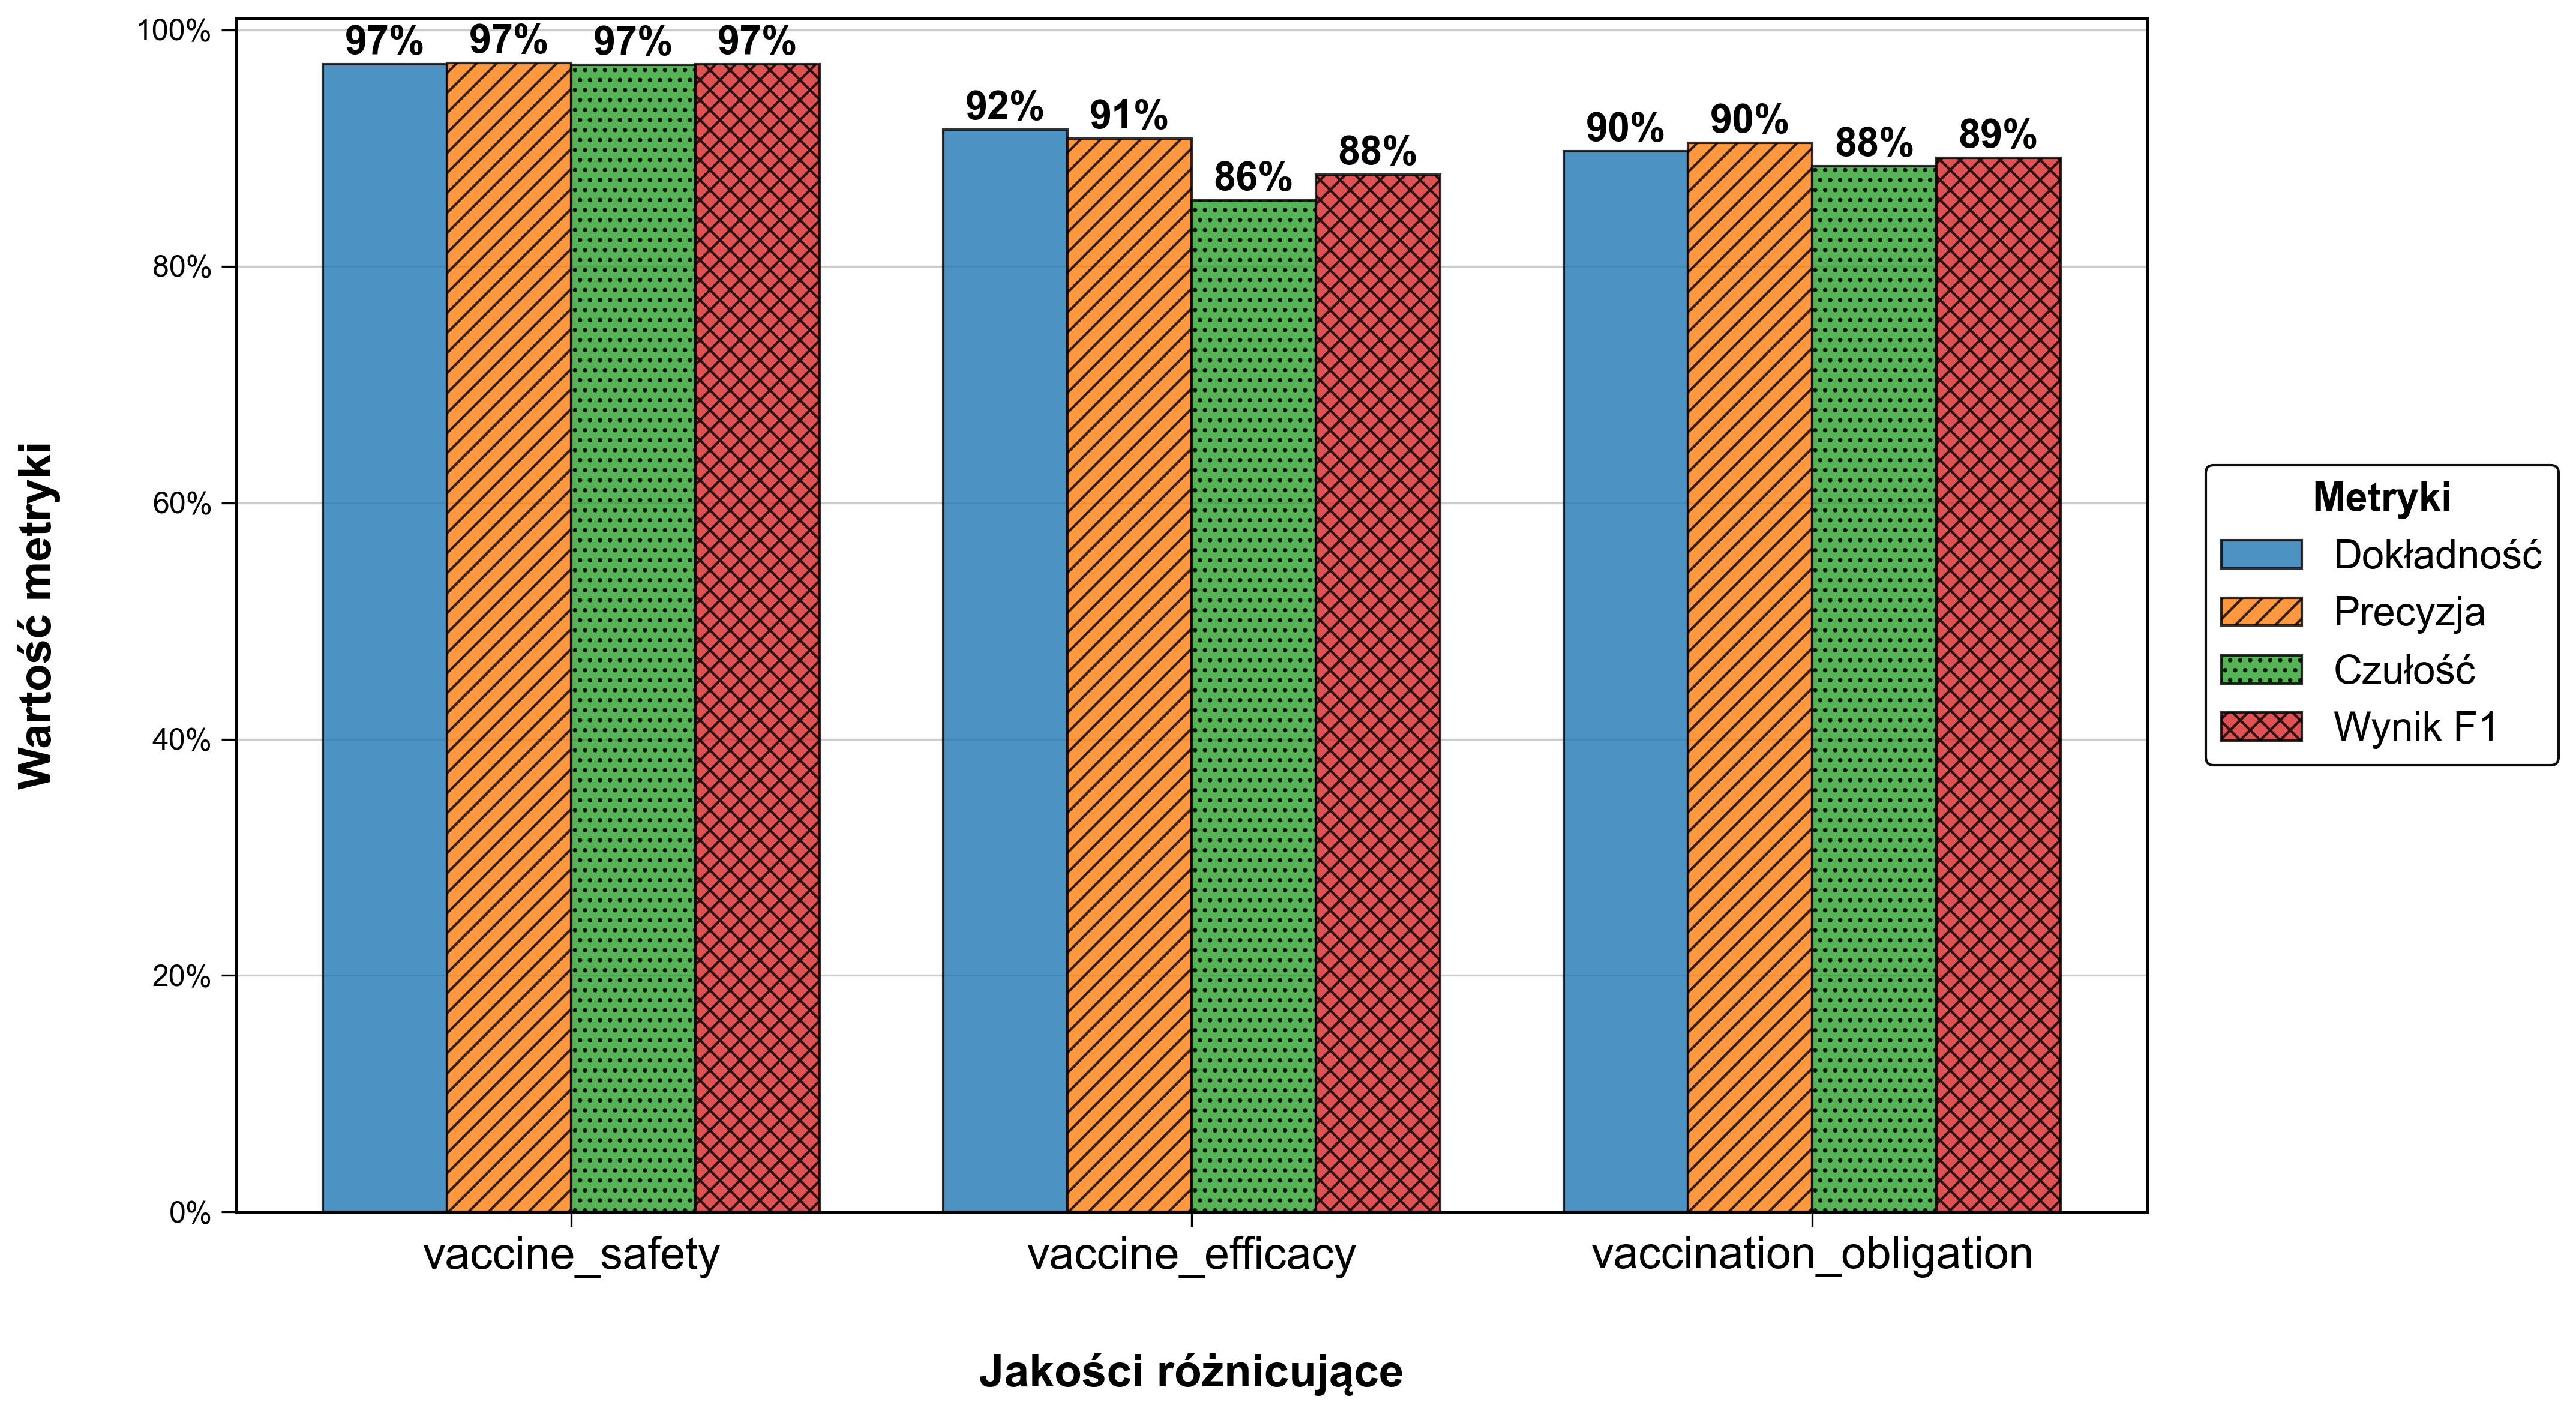 Wartość metryki
100%
80%
60%
40%
20%
0%
97% 97% 97% 97%
92% 91% 86% 88%
90% 90% 88% 89%
vaccine_safety vaccine_efficacy vaccination_obligation
Jakości różnicujące
Metryki
Dokładność
Precyzja
Czułość
Wynik F1